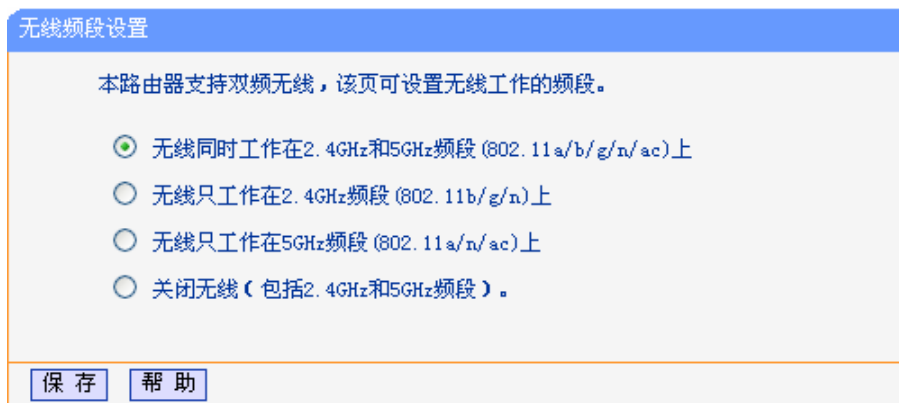 无线频段设置
本路由器支持双频无线，该页可设置无线工作的频段。
无线同时工作在2.4GHz和5GHz频段(802.11a/b/g/n/ac)上
无线只工作在2.4GHz频段(802.11b/g/n)上
无线只工作在5GHz频段(802.11a/n/ac)上
关闭无线（包括2.4GHz和5GHz频段）。
保 存 帮 助